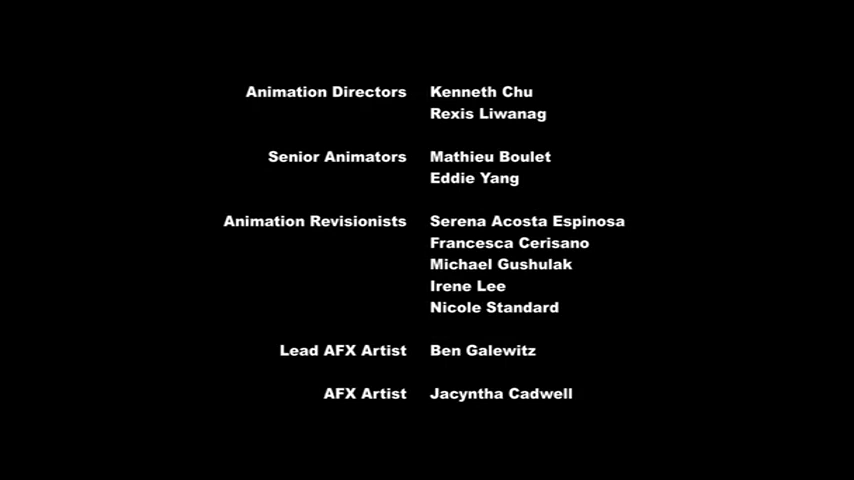 Animation Directors Kenneth Chu
Rexis Liwanag
Senior Animators Mathieu Boulet
Eddie Yang
Animation Revisionists Serena Acosta Espinosa
Francesca Cerisano
Michael Gushulak
Irene Lee
Nicole Standard
Lead AFX Artist Ben Galewitz
AFX Artist Jacyntha Cadwell